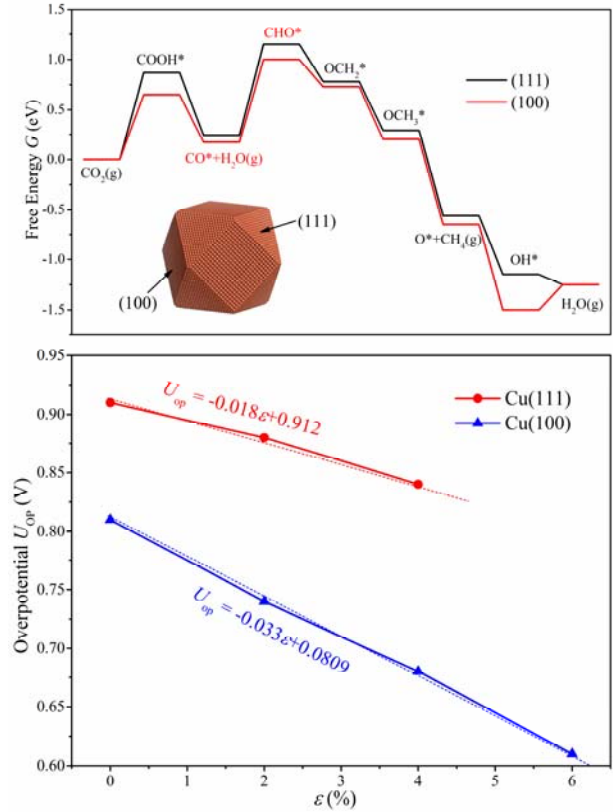 1.5
1.0
0.5
0.0
-0.5
-1.0
-1.5
Free Energy G (eV)
COOH*
CHO*
OCH₂*
OCH₃*
(111)
(100)
CO₂(g)
CO*+H₂O(g)
O*+CH₄(g)
OH*
H₂O(g)
(111)
(100)
0.95
0.90
0.85
0.80
0.75
0.70
0.65
0.60
Overpotential U_OP (V)
Cu(111)
Cu(100)
U_op = -0.018ε+0.912
U_op = -0.033ε+0.0809
0 1 2 3 4 5 6
ε (%)